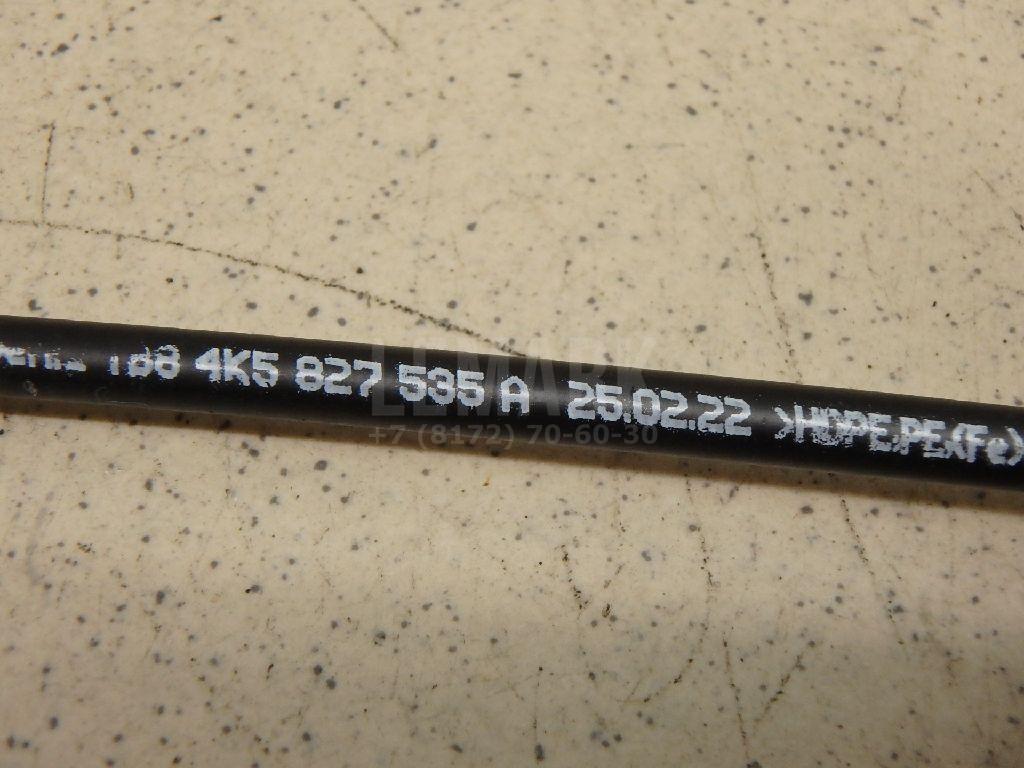 4K5 827 535 A 25.02.22 >HDPE,PE,(Fe)>
LEMARK
+7 (8172) 70-60-30